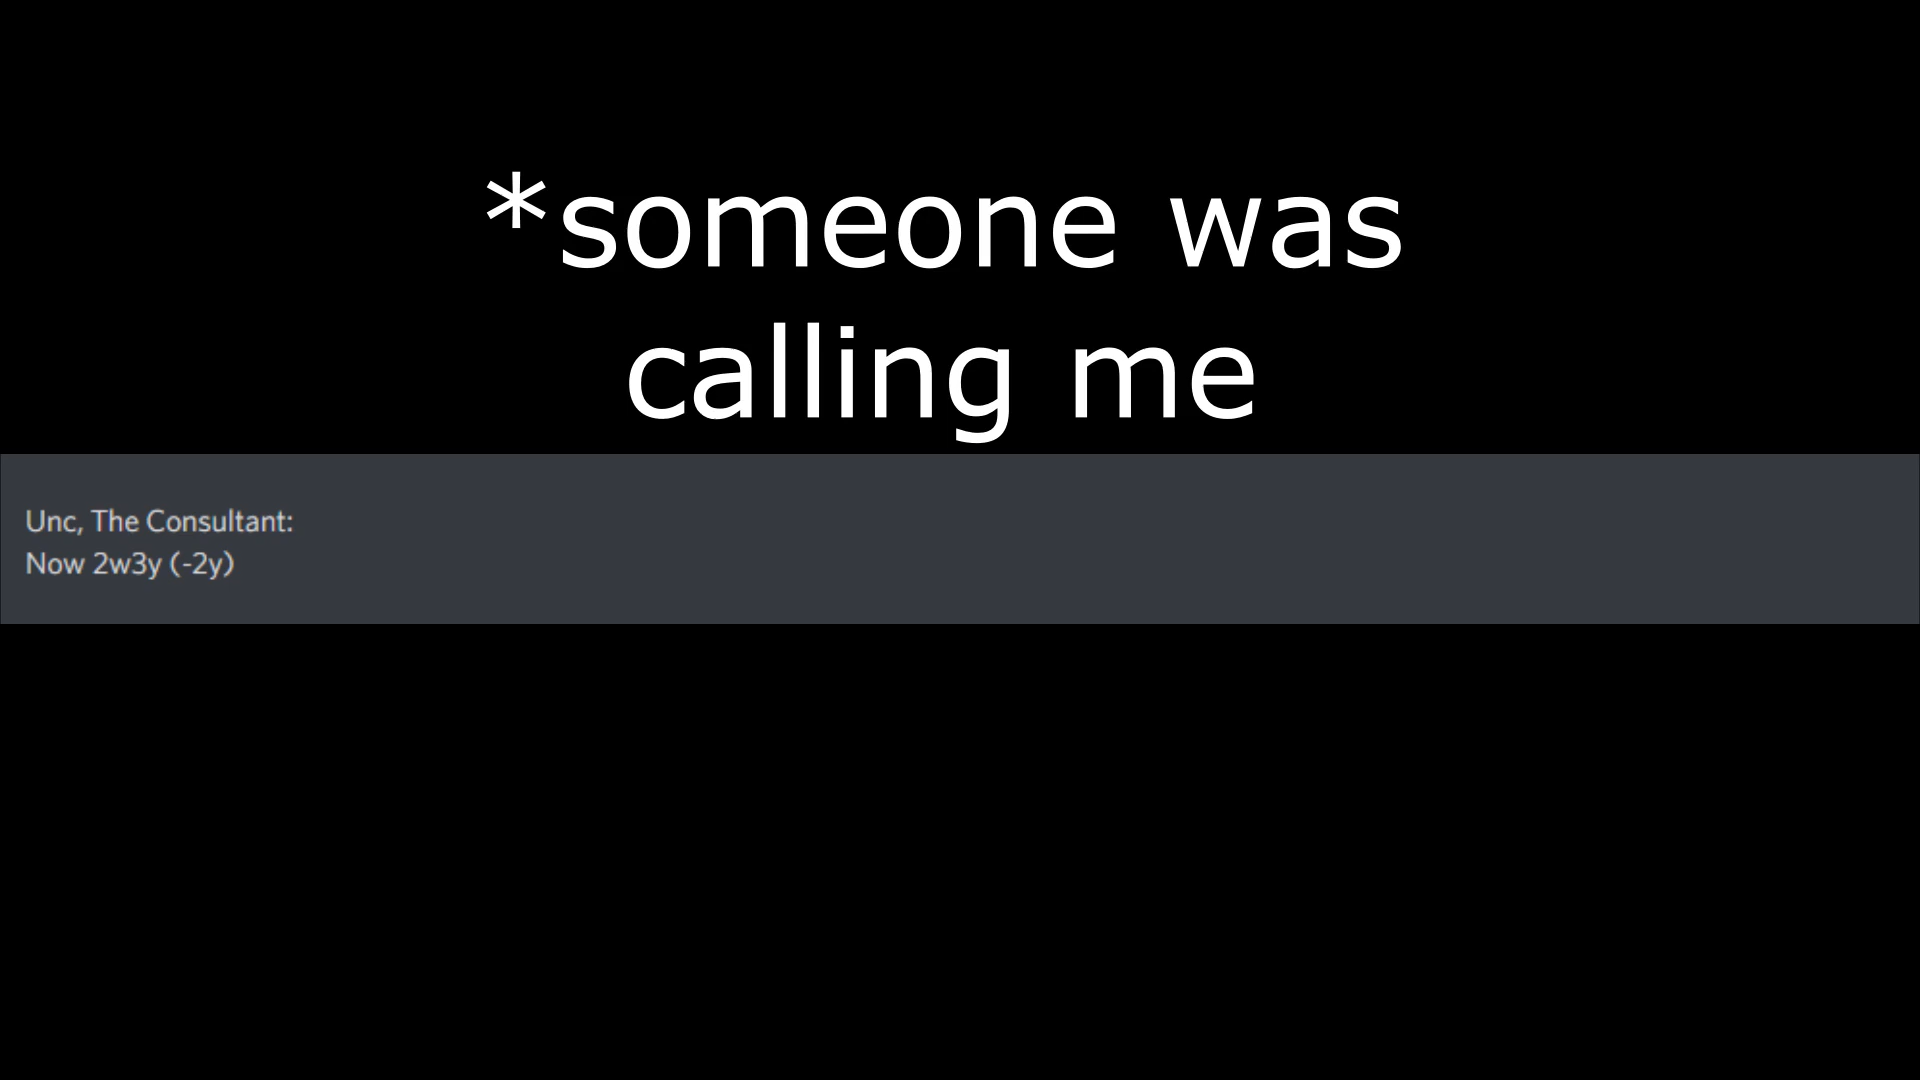 *someone was
calling me
Unc, The Consultant:
Now 2w3y (-2y)